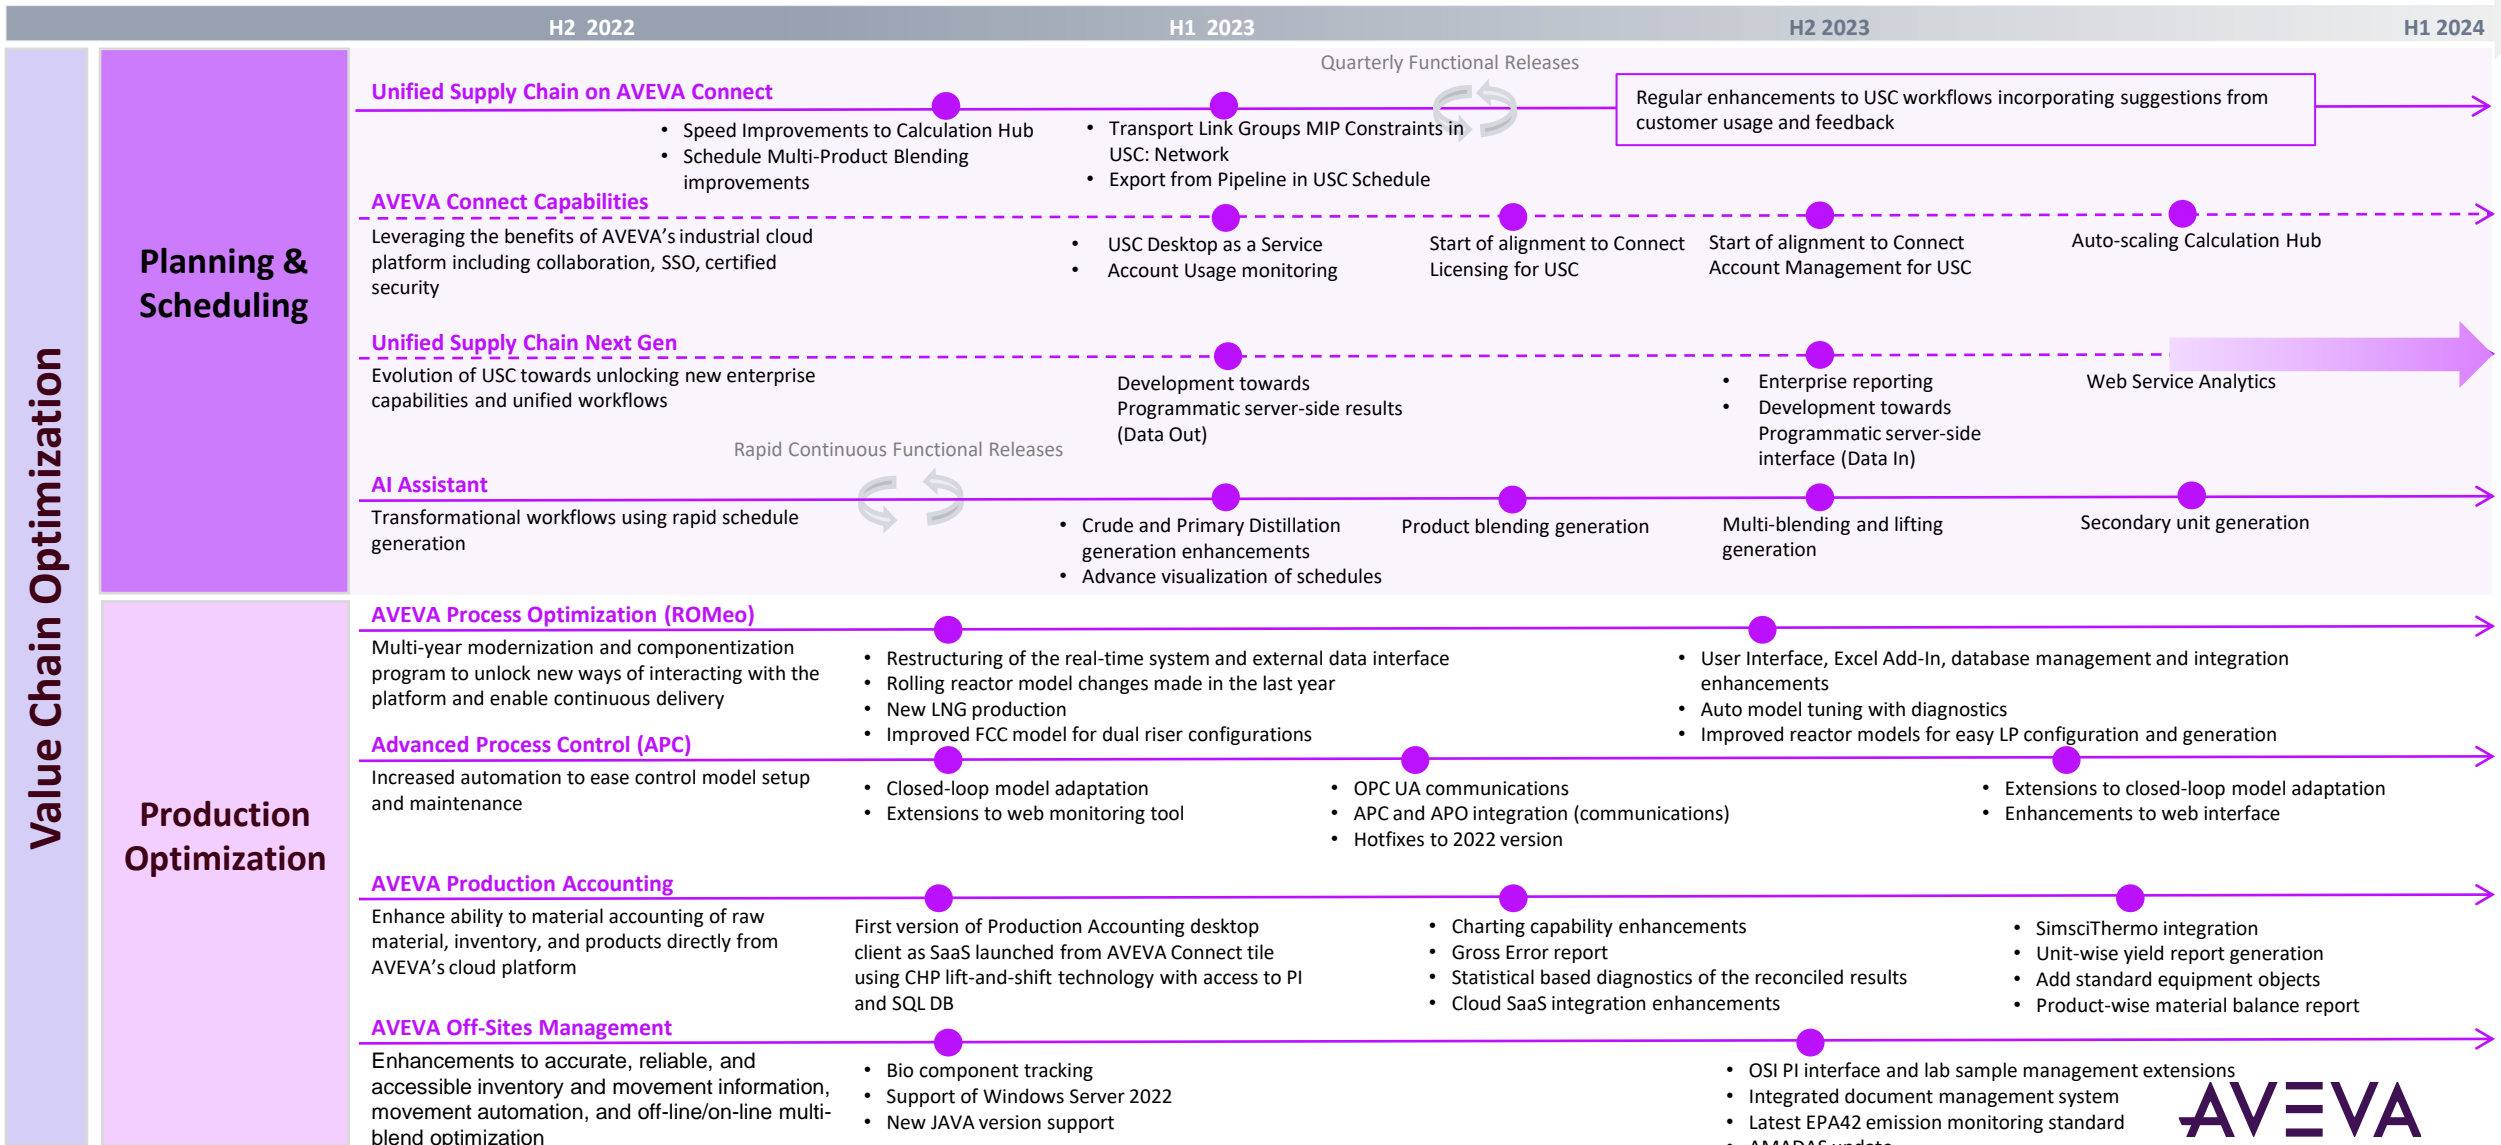 H2 2022
H1 2023
H2 2023
H1 2024
Value Chain Optimization
Planning &
Scheduling
Quarterly Functional Releases
Unified Supply Chain on AVEVA Connect
• Speed Improvements to Calculation Hub
• Schedule Multi-Product Blending
improvements
• Transport Link Groups MIP Constraints in
USC: Network
• Export from Pipeline in USC Schedule
Regular enhancements to USC workflows incorporating suggestions from
customer usage and feedback
AVEVA Connect Capabilities
Leveraging the benefits of AVEVA's industrial cloud
platform including collaboration, SSO, certified
security
• USC Desktop as a Service
• Account Usage monitoring
Start of alignment to Connect
Licensing for USC
Start of alignment to Connect
Account Management for USC
Auto-scaling Calculation Hub
Unified Supply Chain Next Gen
Evolution of USC towards unlocking new enterprise
capabilities and unified workflows
Development towards
Programmatic server-side results
(Data Out)
• Enterprise reporting
• Development towards
Programmatic server-side
interface (Data In)
Web Service Analytics
Rapid Continuous Functional Releases
AI Assistant
Transformational workflows using rapid schedule
generation
• Crude and Primary Distillation
generation enhancements
• Advance visualization of schedules
Product blending generation
Multi-blending and lifting
generation
Secondary unit generation
Production
Optimization
AVEVA Process Optimization (ROMeo)
Multi-year modernization and componentization
program to unlock new ways of interacting with the
platform and enable continuous delivery
• Restructuring of the real-time system and external data interface
• Rolling reactor model changes made in the last year
• New LNG production
• Improved FCC model for dual riser configurations
• User Interface, Excel Add-In, database management and integration
enhancements
• Auto model tuning with diagnostics
• Improved reactor models for easy LP configuration and generation
Advanced Process Control (APC)
Increased automation to ease control model setup
and maintenance
• Closed-loop model adaptation
• Extensions to web monitoring tool
• OPC UA communications
• APC and APO integration (communications)
• Hotfixes to 2022 version
• Extensions to closed-loop model adaptation
• Enhancements to web interface
AVEVA Production Accounting
Enhance ability to material accounting of raw
material, inventory, and products directly from
AVEVA's cloud platform
First version of Production Accounting desktop
client as SaaS launched from AVEVA Connect tile
using CHP lift-and-shift technology with access to PI
and SQL DB
• Charting capability enhancements
• Gross Error report
• Statistical based diagnostics of the reconciled results
• Cloud SaaS integration enhancements
• SimsciThermo integration
• Unit-wise yield report generation
• Add standard equipment objects
• Product-wise material balance report
AVEVA Off-Sites Management
Enhancements to accurate, reliable, and
accessible inventory and movement information,
movement automation, and off-line/on-line multi-
blend optimization
• Bio component tracking
• Support of Windows Server 2022
• New JAVA version support
• OSI PI interface and lab sample management extensions
• Integrated document management system
• Latest EPA42 emission monitoring standard
• AMADAS update
AVEVA